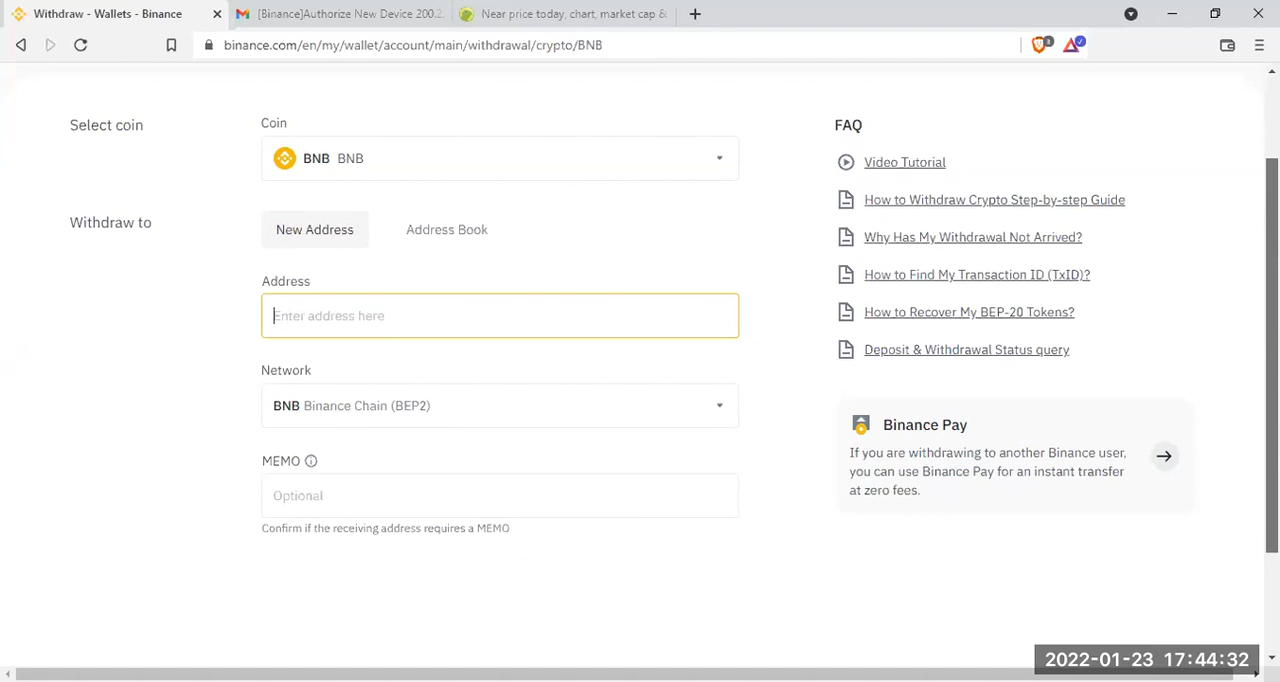 Withdraw - Wallets - Binance
[Binance]Authorize New Device 200.2
Near price today, chart, market cap &
binance.com/en/my/wallet/account/main/withdrawal/crypto/BNB
Select coin
Coin
BNB BNB
Withdraw to
New Address
Address Book
Address
Enter address here
Network
BNB Binance Chain (BEP2)
MEMO
Optional
Confirm if the receiving address requires a MEMO
FAQ
Video Tutorial
How to Withdraw Crypto Step-by-step Guide
Why Has My Withdrawal Not Arrived?
How to Find My Transaction ID (TxID)?
How to Recover My BEP-20 Tokens?
Deposit & Withdrawal Status query
Binance Pay
If you are withdrawing to another Binance user,
you can use Binance Pay for an instant transfer
at zero fees.
2022-01-23 17:44:32